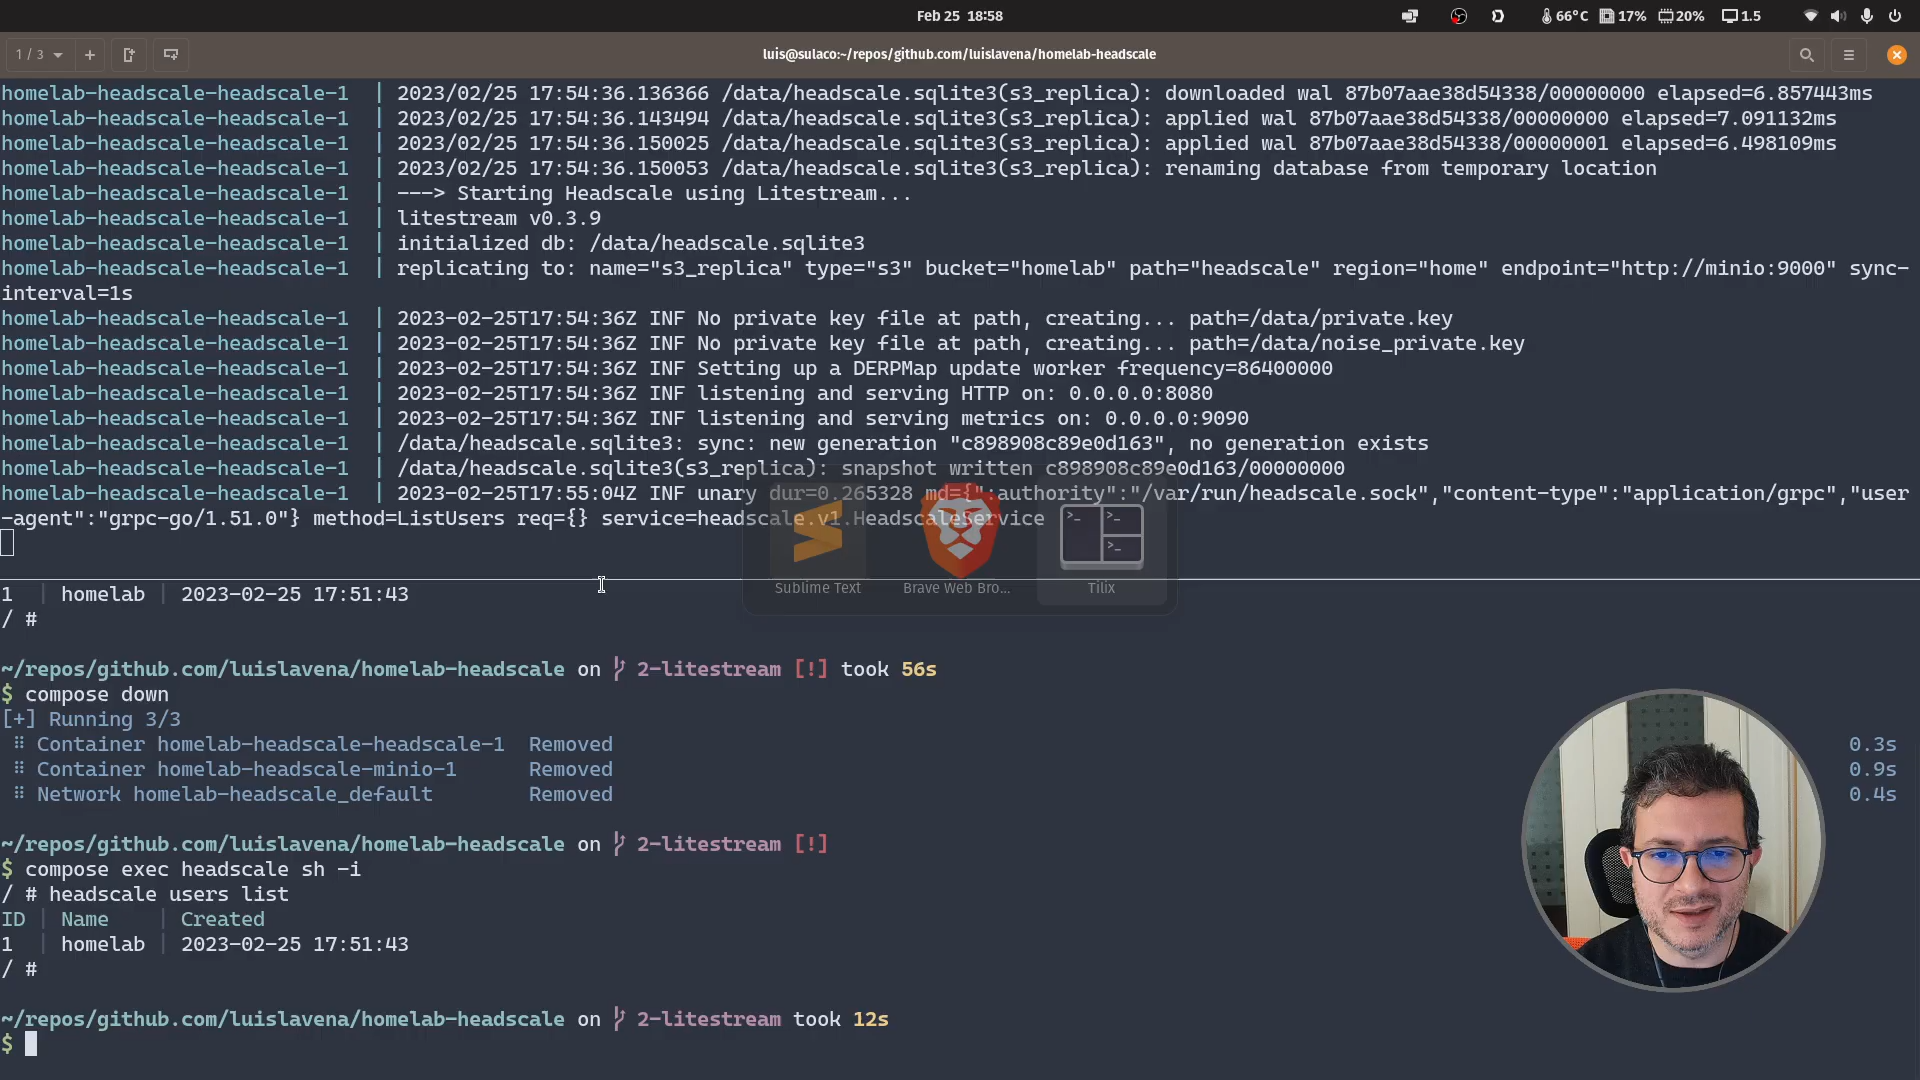 Feb 25 18:58
66°C 17% 20% 1.5
1 / 3
luis@sulaco:~/repos/github.com/luislavena/homelab-headscale
homelab-headscale-headscale-1 | 2023/02/25 17:54:36.136366 /data/headscale.sqlite3(s3_replica): downloaded wal 87b07aae38d54338/00000000 elapsed=6.857443ms
homelab-headscale-headscale-1 | 2023/02/25 17:54:36.143494 /data/headscale.sqlite3(s3_replica): applied wal 87b07aae38d54338/00000000 elapsed=7.091132ms
homelab-headscale-headscale-1 | 2023/02/25 17:54:36.150025 /data/headscale.sqlite3(s3_replica): applied wal 87b07aae38d54338/00000001 elapsed=6.498109ms
homelab-headscale-headscale-1 | 2023/02/25 17:54:36.150053 /data/headscale.sqlite3(s3_replica): renaming database from temporary location
homelab-headscale-headscale-1 | ---> Starting Headscale using Litestream...
homelab-headscale-headscale-1 | litestream v0.3.9
homelab-headscale-headscale-1 | initialized db: /data/headscale.sqlite3
homelab-headscale-headscale-1 | replicating to: name="s3_replica" type="s3" bucket="homelab" path="headscale" region="home" endpoint="http://minio:9000" sync-
interval=1s
homelab-headscale-headscale-1 | 2023-02-25T17:54:36Z INF No private key file at path, creating... path=/data/private.key
homelab-headscale-headscale-1 | 2023-02-25T17:54:36Z INF No private key file at path, creating... path=/data/noise_private.key
homelab-headscale-headscale-1 | 2023-02-25T17:54:36Z INF Setting up a DERPMap update worker frequency=86400000
homelab-headscale-headscale-1 | 2023-02-25T17:54:36Z INF listening and serving HTTP on: 0.0.0.0:8080
homelab-headscale-headscale-1 | 2023-02-25T17:54:36Z INF listening and serving metrics on: 0.0.0.0:9090
homelab-headscale-headscale-1 | /data/headscale.sqlite3: sync: new generation "c898908c89e0d163", no generation exists
homelab-headscale-headscale-1 | /data/headscale.sqlite3(s3_replica): snapshot written c898908c89e0d163/00000000
homelab-headscale-headscale-1 | 2023-02-25T17:55:04Z INF unary dur=0.265328 md={":authority":"/var/run/headscale.sock","content-type":"application/grpc","user
-agent":"grpc-go/1.51.0"} method=ListUsers req={} service=headscale.v1.HeadscaleService
Sublime Text
Brave Web Bro...
Tilix
1 | homelab | 2023-02-25 17:51:43
/ #
~/repos/github.com/luislavena/homelab-headscale on 2-litestream [!] took 56s
$ compose down
[+] Running 3/3
⠿ Container homelab-headscale-headscale-1 Removed 0.3s
⠿ Container homelab-headscale-minio-1 Removed 0.9s
⠿ Network homelab-headscale_default Removed 0.4s
~/repos/github.com/luislavena/homelab-headscale on 2-litestream [!]
$ compose exec headscale sh -i
/ # headscale users list
ID | Name | Created
1 | homelab | 2023-02-25 17:51:43
/ #
~/repos/github.com/luislavena/homelab-headscale on 2-litestream took 12s
$